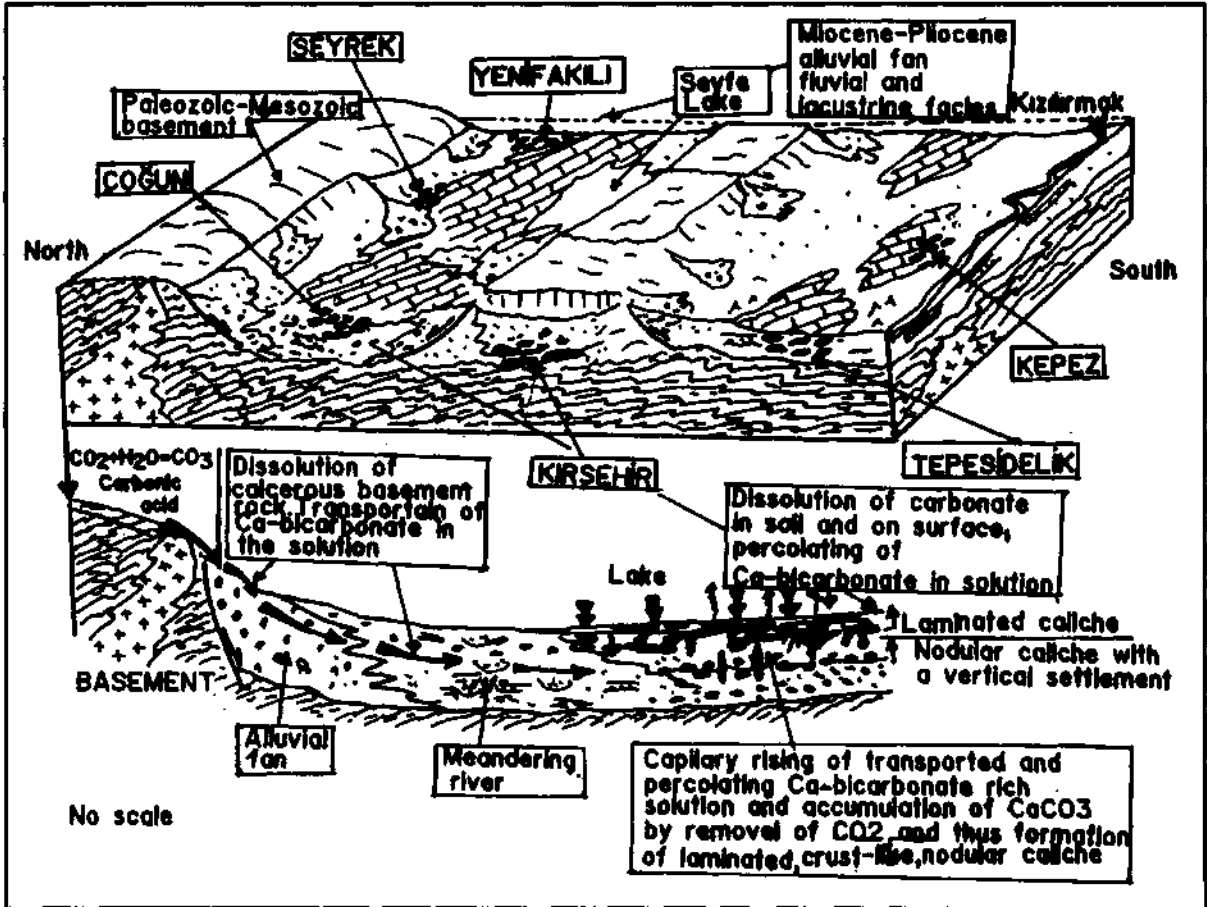 SEYREK
YENİFAKILI
Seyfe
Lake
Miocene-Pliocene
alluvial fan
fluvial and
lacustrine facies
Kızılırmak
Paleozoic-Mesozoic
basement
COĞUN
North
South
KEPEZ
TEPESİDELİK
KIRSEHİR
CO2+H2O=CO3
Carbonic
acid
Dissolution of
calcerous basement
rock.Transportain of
Ca-bicarbonate in
the solution
Dissolution of carbonate
in soil and on surface,
percolating of
Ca-bicarbonate in solution
Lake
Laminated caliche
Nodular caliche with
a vertical settlement
BASEMENT
Alluvial
fan
Meandering
river
Capilary rising of transported and
percolating Ca-bicarbonate rich
solution and accumulation of CaCO3
by removel of CO2 and thus formation
of laminated,crust-like,nodular caliche
No scale